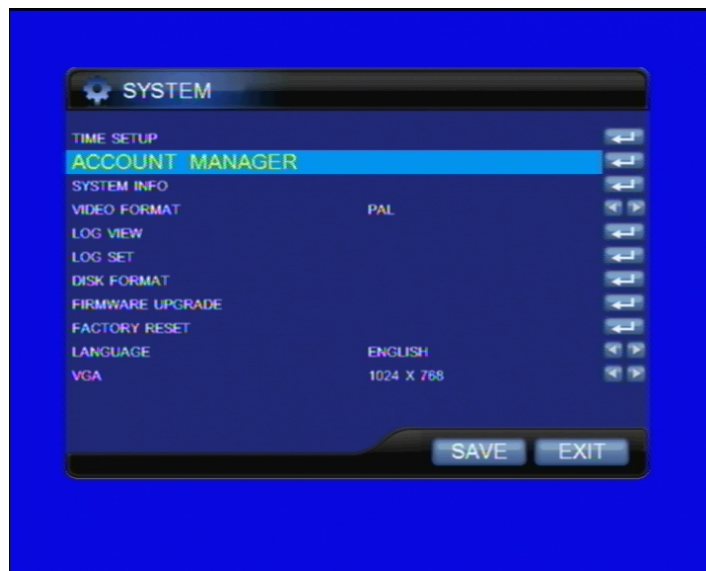 SYSTEM
TIME SETUP
ACCOUNT MANAGER
SYSTEM INFO
VIDEO FORMAT PAL
LOG VIEW
LOG SET
DISK FORMAT
FIRMWARE UPGRADE
FACTORY RESET
LANGUAGE ENGLISH
VGA 1024 X 768
SAVE EXIT